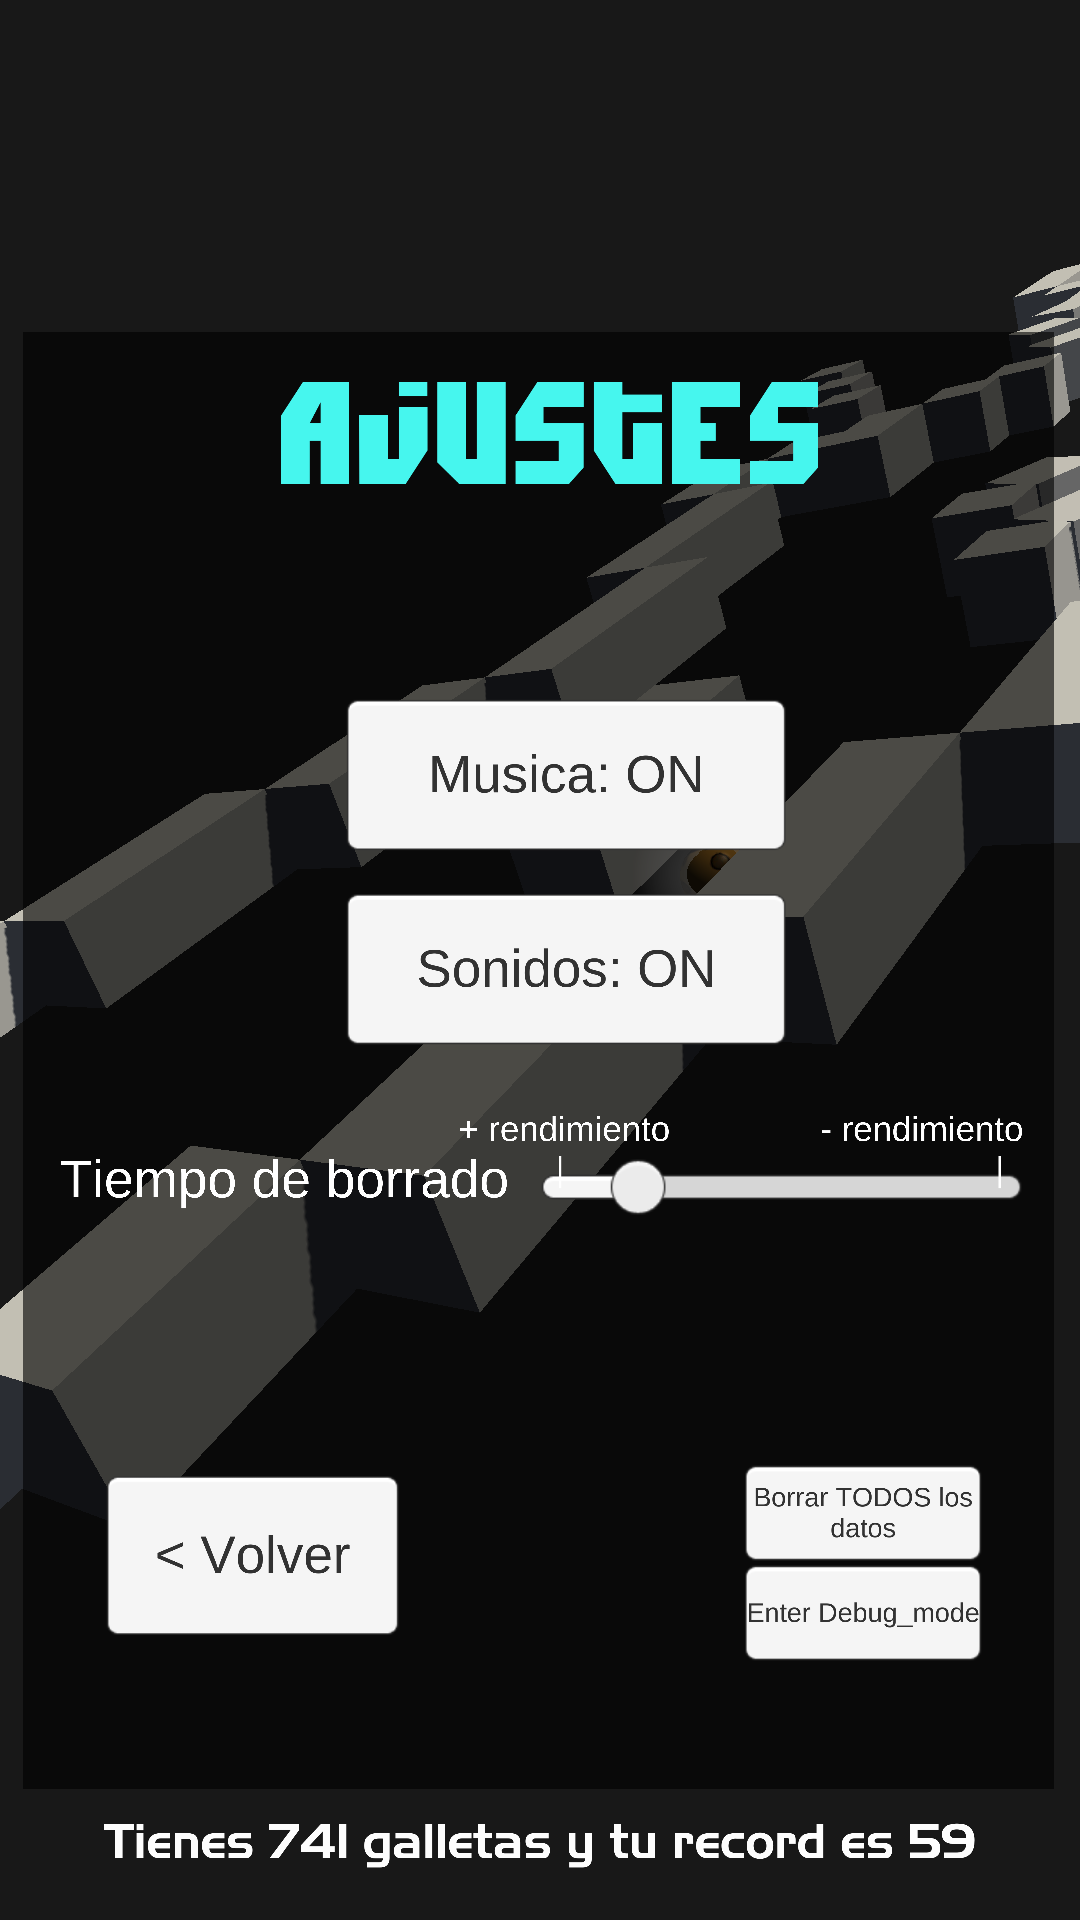 AjUStES
Musica: ON
Sonidos: ON
+ rendimiento - rendimiento
Tiempo de borrado
< Volver
Borrar TODOS los
datos
Enter Debug_mode
Tienes 741 galletas y tu record es 59